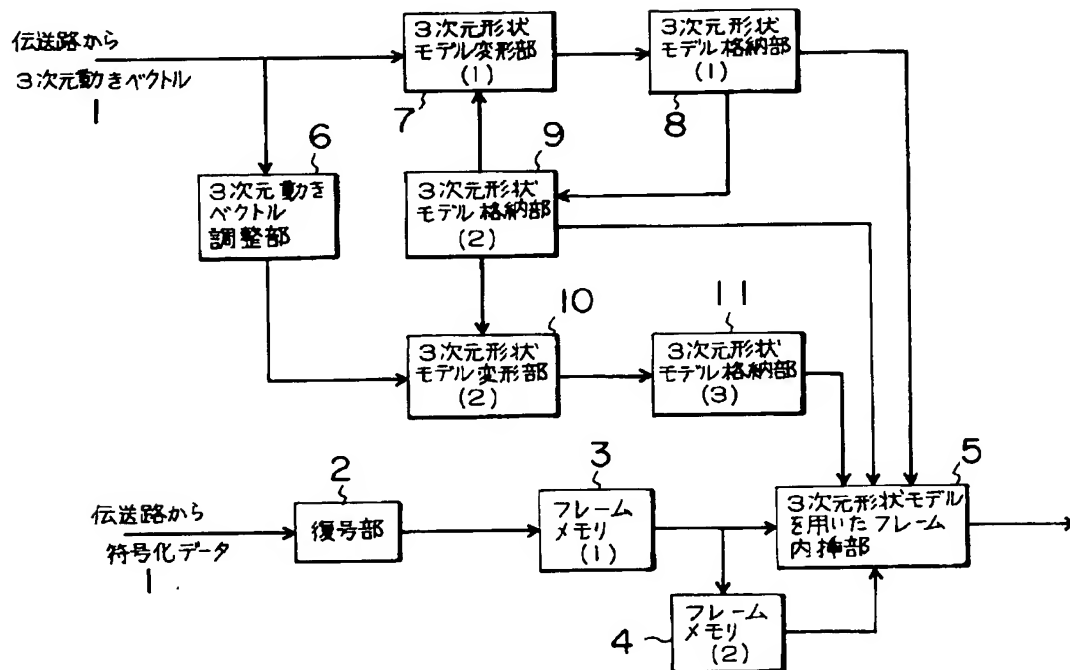 伝送路から
3次元動きベクトル
1
3次元形状
モデル変形部
(1)
7
3次元形状
モデル格納部
(1)
8
6
3次元動き
ベクトル
調整部
9
3次元形状
モデル格納部
(2)
10
3次元形状
モデル変形部
(2)
11
3次元形状
モデル格納部
(3)
伝送路から
符号化データ
1
2
復号部
3
フレーム
メモリ
(1)
4
フレーム
メモリ
(2)
5
3次元形状モデル
を用いたフレーム
内挿部